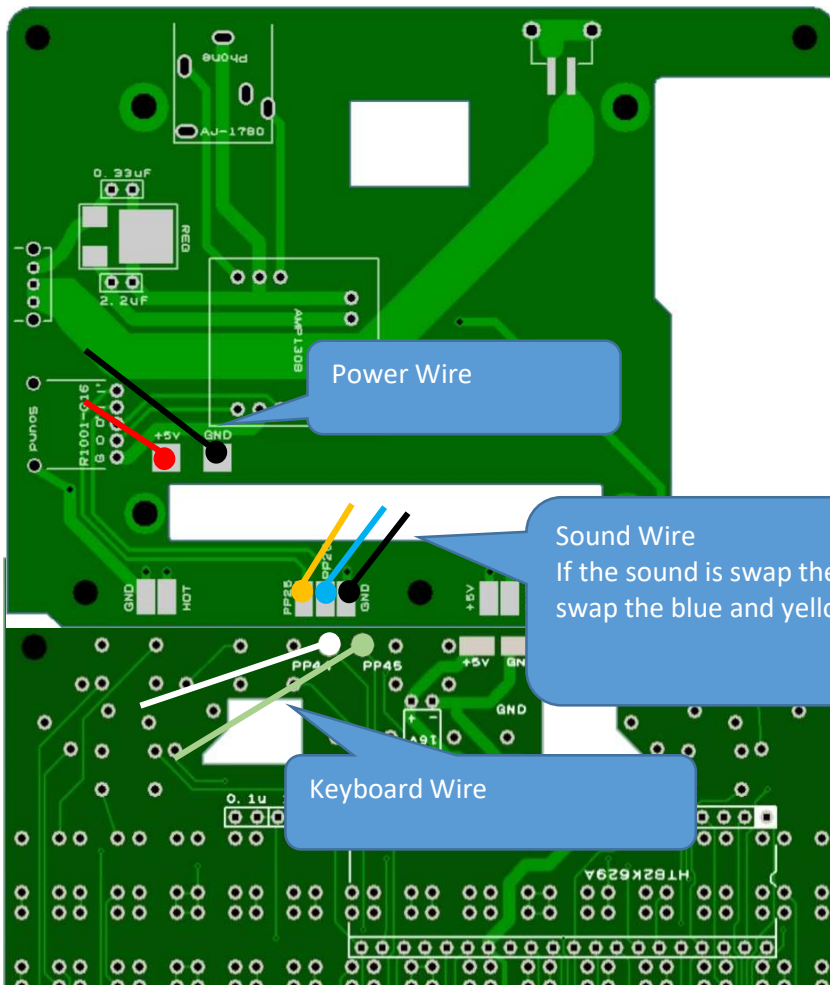 Phone
AJ-1780
0.33uF
REG
2.2uF
AMP1308
Power Wire
Sound
R1001-G16
G O D I I.
+5V
GND
Sound Wire
If the sound is swap the
swap the blue and yello
GND
HOT
PP25
GND
+5V
PP45
+5V
GN
GND
+ -
Keyboard Wire
0.1u
HT82K629A